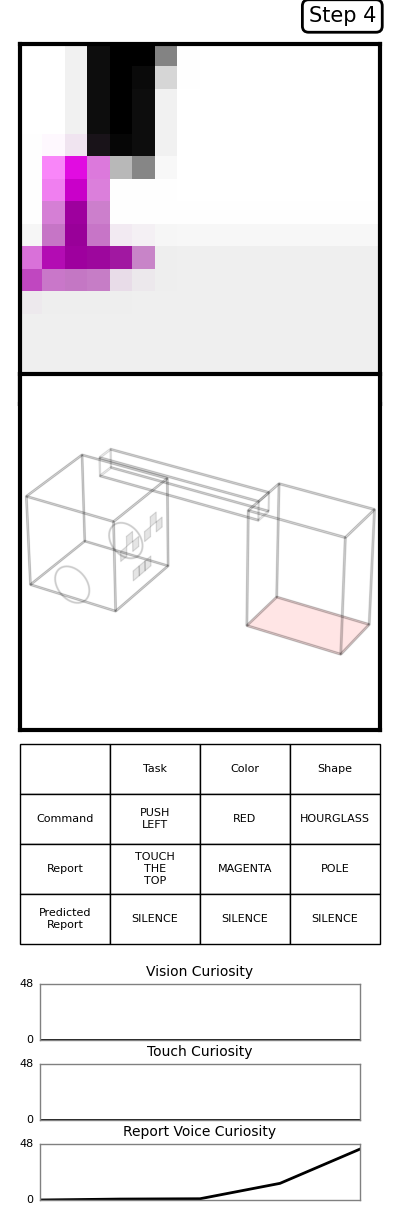 Step 4
Task Color Shape
Command PUSH LEFT RED HOURGLASS
Report TOUCH THE TOP MAGENTA POLE
Predicted Report SILENCE SILENCE SILENCE
Vision Curiosity
48
0
Touch Curiosity
48
0
Report Voice Curiosity
48
0